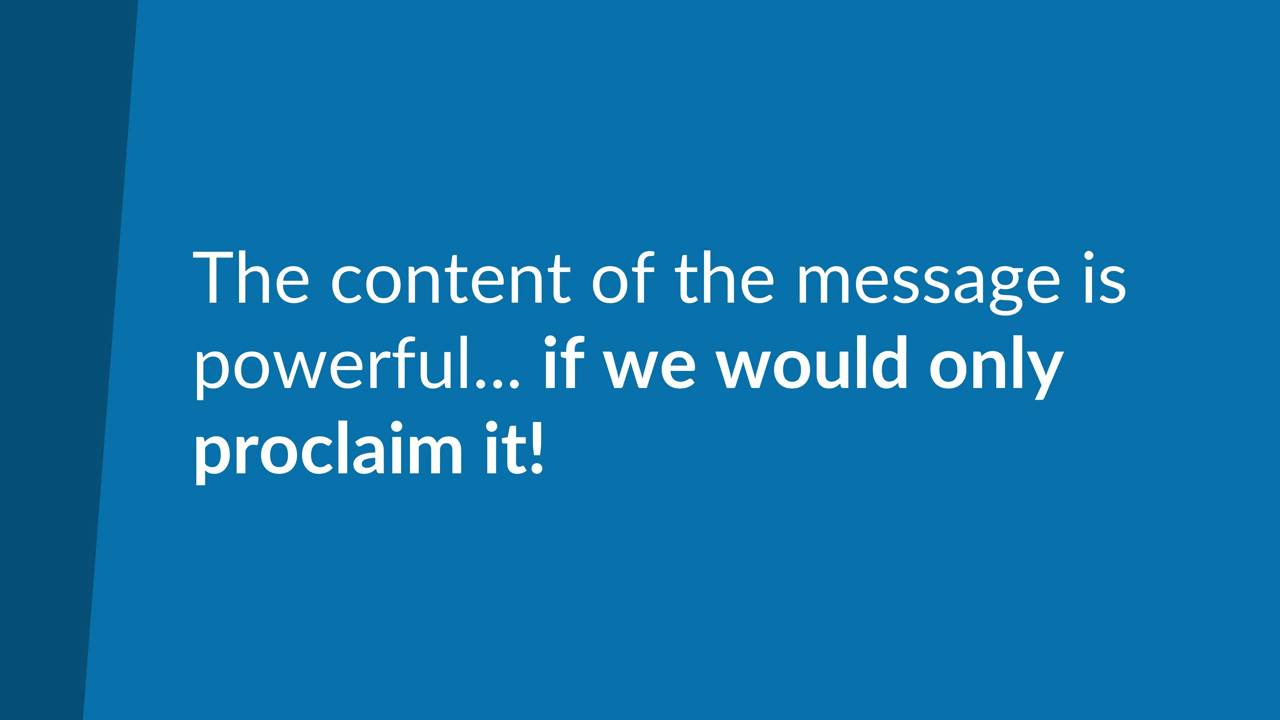 The content of the message is
powerful... if we would only
proclaim it!